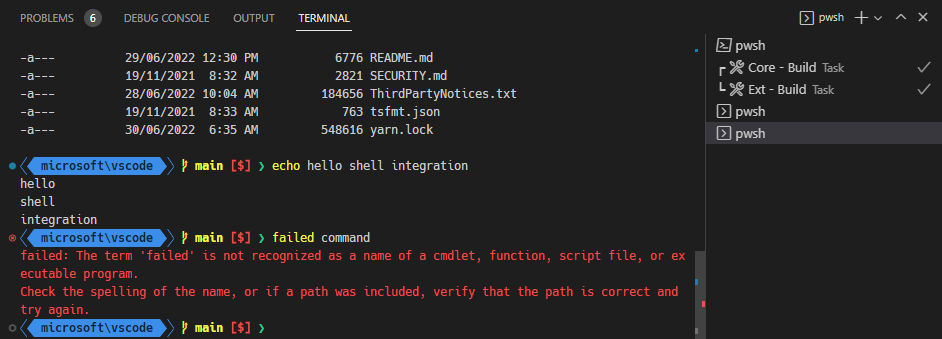 PROBLEMS 6 DEBUG CONSOLE OUTPUT TERMINAL pwsh
-a--- 29/06/2022 12:30 PM 6776 README.md
-a--- 19/11/2021 8:32 AM 2821 SECURITY.md
-a--- 28/06/2022 10:04 AM 184656 ThirdPartyNotices.txt
-a--- 19/11/2021 8:33 AM 763 tsfmt.json
-a--- 30/06/2022 6:35 AM 548616 yarn.lock
microsoft\vscode main [$] ❯ echo hello shell integration
hello
shell
integration
microsoft\vscode main [$] ❯ failed command
failed: The term 'failed' is not recognized as a name of a cmdlet, function, script file, or ex
ecutable program.
Check the spelling of the name, or if a path was included, verify that the path is correct and
try again.
microsoft\vscode main [$] ❯
pwsh
Core - Build Task
Ext - Build Task
pwsh
pwsh